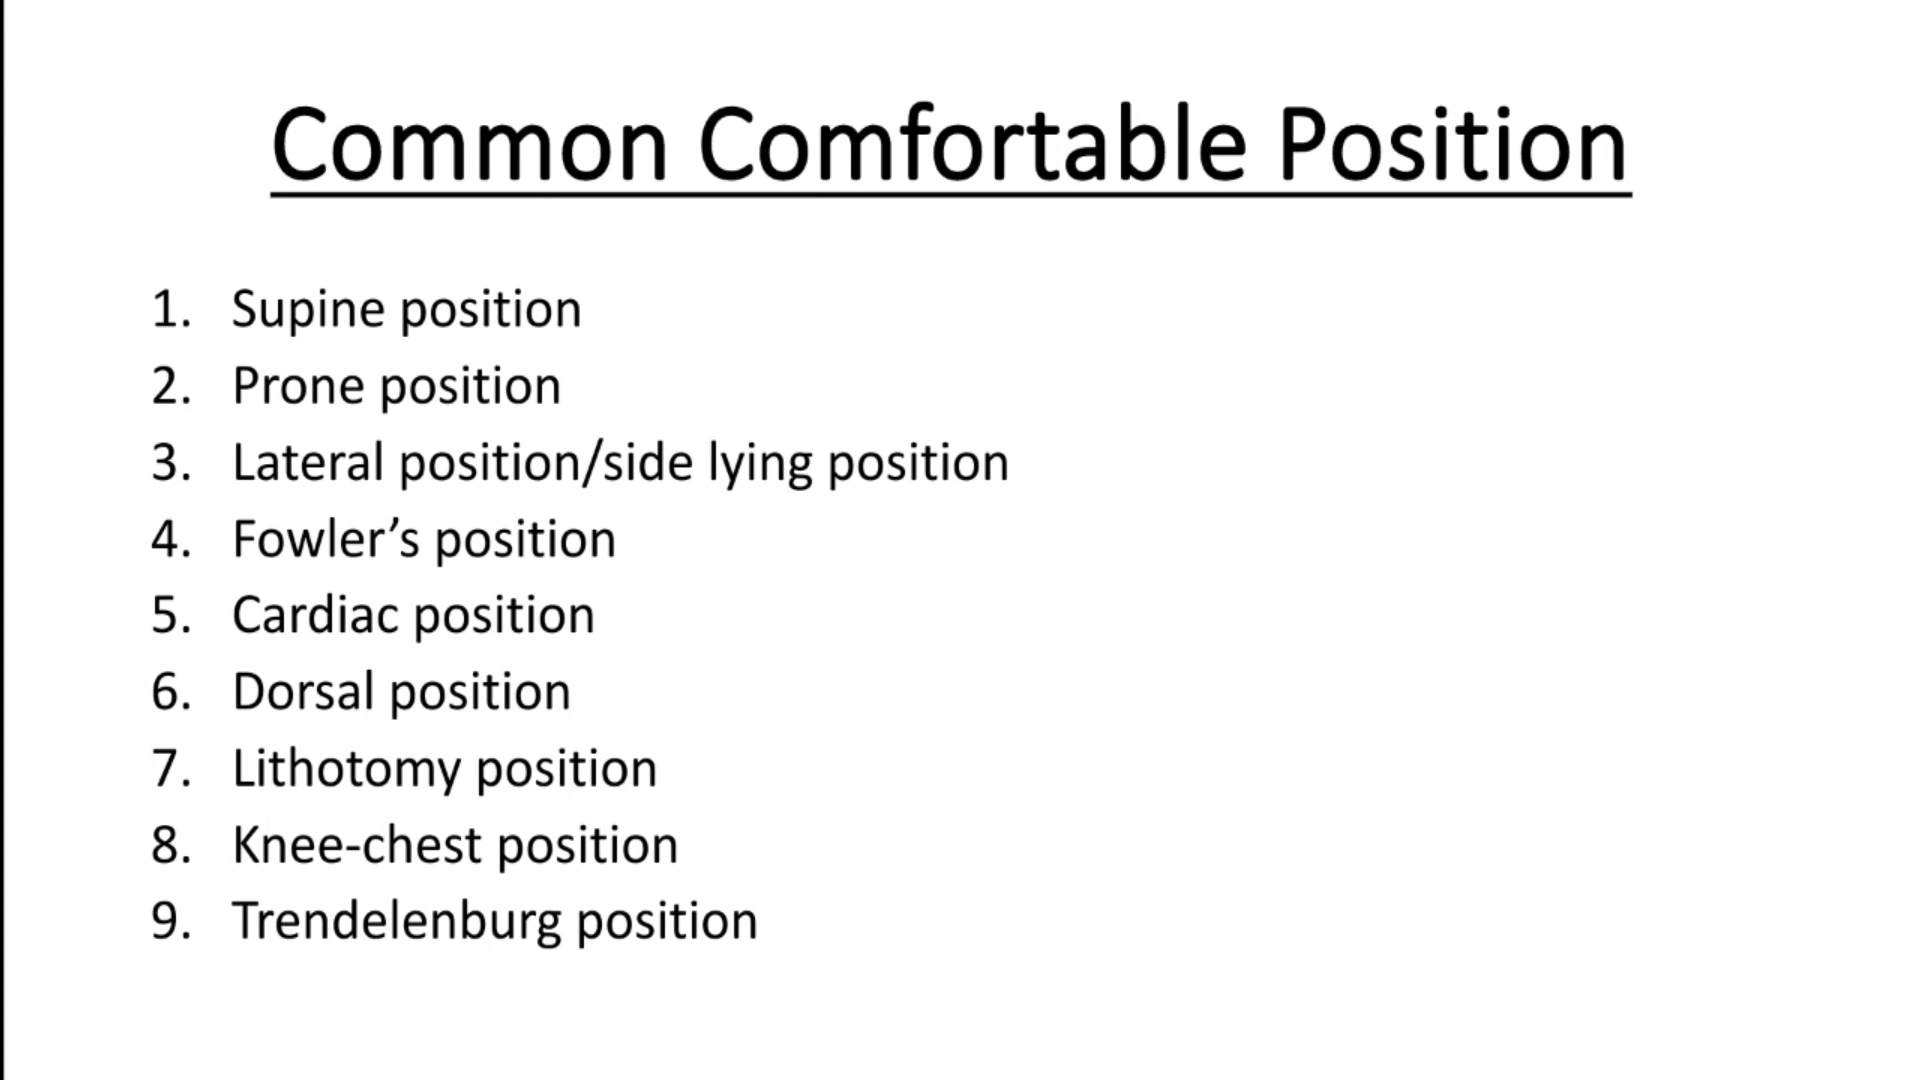 Common Comfortable Position
1. Supine position
2. Prone position
3. Lateral position/side lying position
4. Fowler’s position
5. Cardiac position
6. Dorsal position
7. Lithotomy position
8. Knee-chest position
9. Trendelenburg position